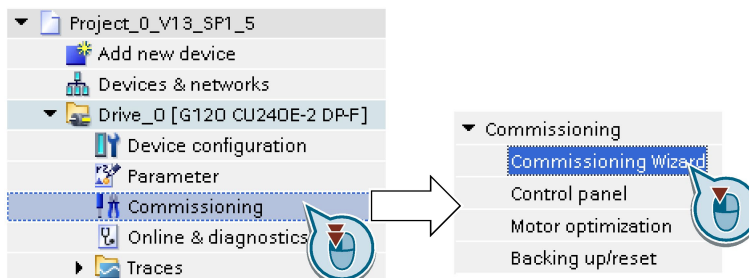 Project_0_V13_SP1_5
Add new device
Devices & networks
Drive_0 [G120 CU240E-2 DP-F]
Device configuration
Parameter
Commissioning
Online & diagnostics
Traces
Commissioning
Commissioning Wizard
Control panel
Motor optimization
Backing up/reset